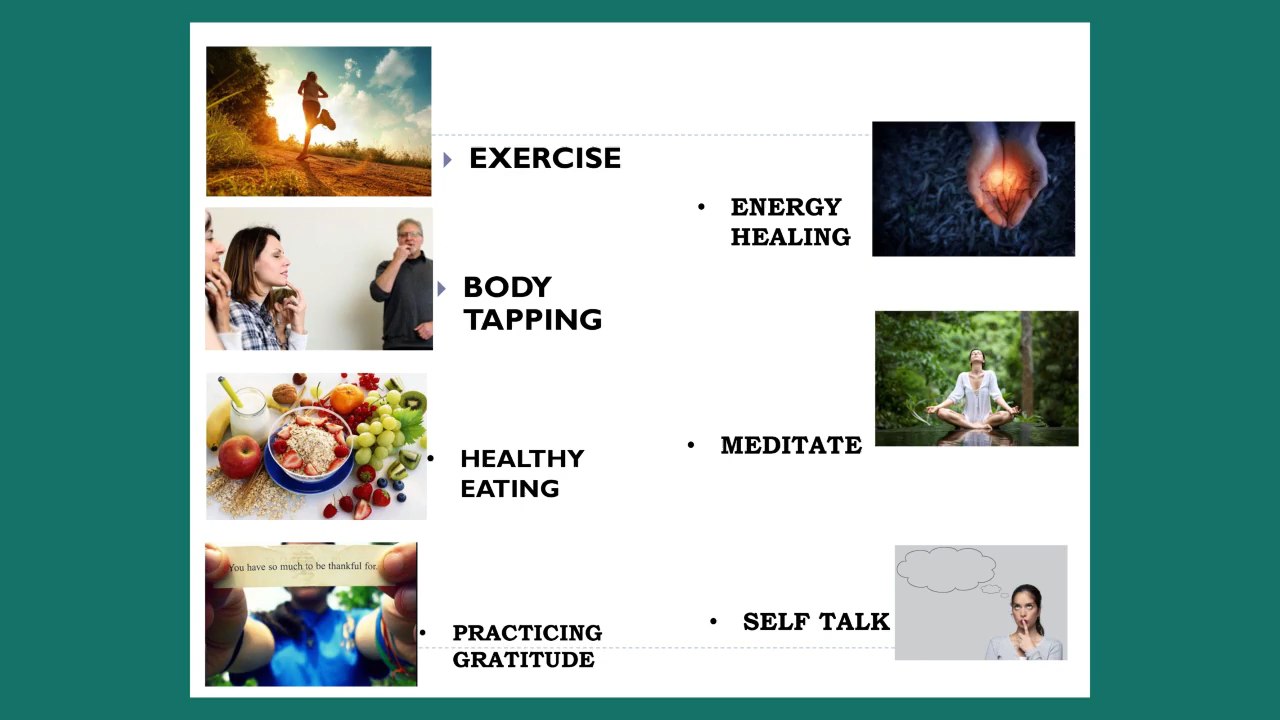 EXERCISE
BODY
TAPPING
HEALTHY
EATING
You have so much to be thankful for.
PRACTICING
GRATITUDE
ENERGY
HEALING
MEDITATE
SELF TALK